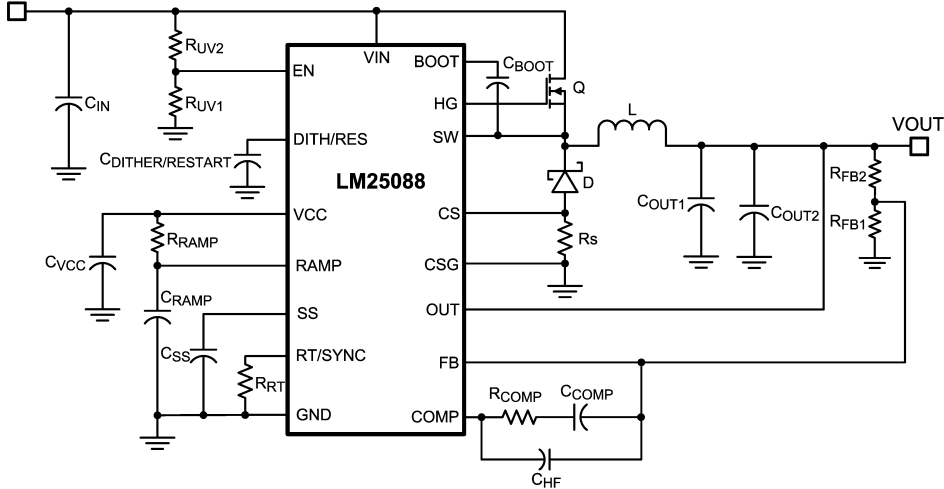 RUV2
VIN
BOOT
CBOOT
EN
Q
CIN
RUV1
HG
L
VOUT
SW
DITH/RES
CDITHER/RESTART
LM25088
D
RFB2
COUT1
COUT2
RFB1
VCC
CS
RRAMP
Rs
CVCC
RAMP
CSG
CRAMP
SS
OUT
CSS
RT/SYNC
FB
RRT
RCOMP
CCOMP
GND
COMP
CHF